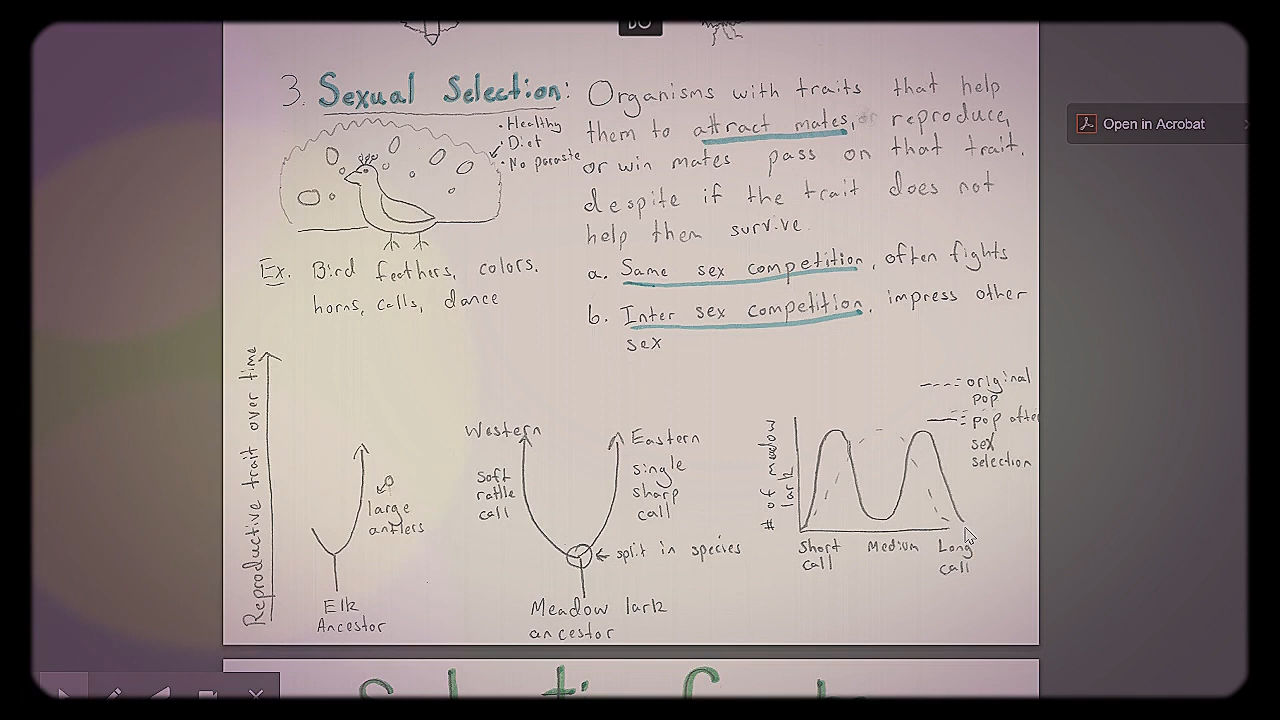 3. Sexual Selection: Organisms with traits that help
them to attract mates, or reproduce,
or win mates pass on that trait.
despite if the trait does not
help them survive.
• Healthy
• Diet
• No parasite
Ex. Bird feathers, colors.
horns, calls, dance
a. Same sex competition, often fights
b. Inter sex competition, impress other
sex
Reproductive trait over time
large
antlers
Elk
Ancestor
Western
soft
rattle
call
Eastern
single
sharp
call
split in species
Meadow lark
ancestor
# of meadow
lark
Short
call
Medium
Long
call
---- = original
pop
— = pop after
sex
selection
Open in Acrobat